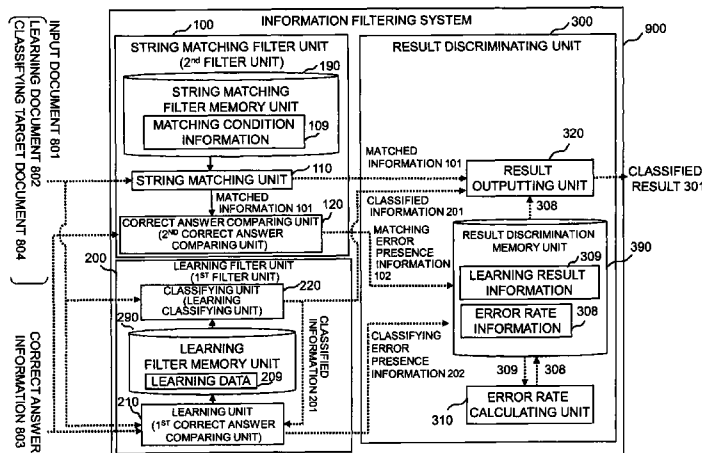 INFORMATION FILTERING SYSTEM
900
100
STRING MATCHING FILTER UNIT
(2nd FILTER UNIT)
190
STRING MATCHING
FILTER MEMORY UNIT
MATCHING CONDITION
INFORMATION
109
110
STRING MATCHING UNIT
MATCHED
INFORMATION 101
120
CORRECT ANSWER COMPARING UNIT
(2ND CORRECT ANSWER
COMPARING UNIT)
200
LEARNING FILTER UNIT
(1ST FILTER UNIT)
220
CLASSIFYING UNIT
(LEARNING
CLASSIFYING UNIT)
290
LEARNING
FILTER MEMORY UNIT
LEARNING DATA
209
CLASSIFIED
INFORMATION 201
210
LEARNING UNIT
(1ST CORRECT ANSWER
COMPARING UNIT)
INPUT DOCUMENT 801
LEARNING DOCUMENT 802
CLASSIFYING TARGET DOCUMENT 804
CORRECT ANSWER
INFORMATION 803
300
RESULT DISCRIMINATING UNIT
MATCHED
INFORMATION 101
320
RESULT
OUTPUTTING UNIT
CLASSIFIED
RESULT 301
CLASSIFIED
INFORMATION 201
308
MATCHING
ERROR
PRESENCE
INFORMATION
102
RESULT DISCRIMINATION
MEMORY UNIT
390
309
LEARNING RESULT
INFORMATION
ERROR RATE
INFORMATION
308
CLASSIFYING
ERROR
PRESENCE
INFORMATION 202
309
308
310
ERROR RATE
CALCULATING UNIT